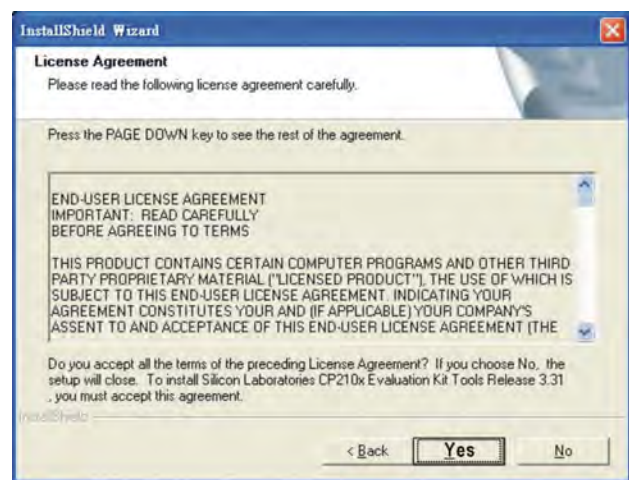 InstallShield Wizard
License Agreement
Please read the following license agreement carefully.
Press the PAGE DOWN key to see the rest of the agreement.
END-USER LICENSE AGREEMENT
IMPORTANT: READ CAREFULLY
BEFORE AGREEING TO TERMS
THIS PRODUCT CONTAINS CERTAIN COMPUTER PROGRAMS AND OTHER THIRD
PARTY PROPRIETARY MATERIAL ("LICENSED PRODUCT"), THE USE OF WHICH IS
SUBJECT TO THIS END-USER LICENSE AGREEMENT. INDICATING YOUR
AGREEMENT CONSTITUTES YOUR AND (IF APPLICABLE) YOUR COMPANY'S
ASSENT TO AND ACCEPTANCE OF THIS END-USER LICENSE AGREEMENT (THE
Do you accept all the terms of the preceding License Agreement? If you choose No, the
setup will close. To install Silicon Laboratories CP210x Evaluation Kit Tools Release 3.31
, you must accept this agreement.
InstallShield
< Back Yes No